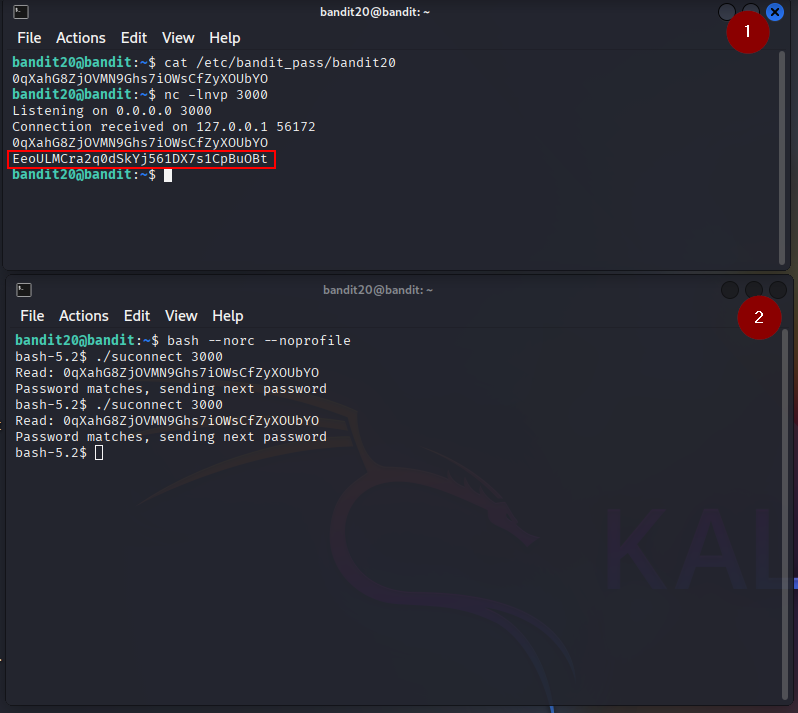 bandit20@bandit: ~
1
File Actions Edit View Help
bandit20@bandit:~$ cat /etc/bandit_pass/bandit20
0qXahG8ZjOVMN9Ghs7iOWsCfZyXOUbYO
bandit20@bandit:~$ nc -lnvp 3000
Listening on 0.0.0.0 3000
Connection received on 127.0.0.1 56172
0qXahG8ZjOVMN9Ghs7iOWsCfZyXOUbYO
EeoULMCra2q0dSkYj561DX7s1CpBuOBt
bandit20@bandit:~$
bandit20@bandit: ~
2
File Actions Edit View Help
bandit20@bandit:~$ bash --norc --noprofile
bash-5.2$ ./suconnect 3000
Read: 0qXahG8ZjOVMN9Ghs7iOWsCfZyXOUbYO
Password matches, sending next password
bash-5.2$ ./suconnect 3000
Read: 0qXahG8ZjOVMN9Ghs7iOWsCfZyXOUbYO
Password matches, sending next password
bash-5.2$
KAL